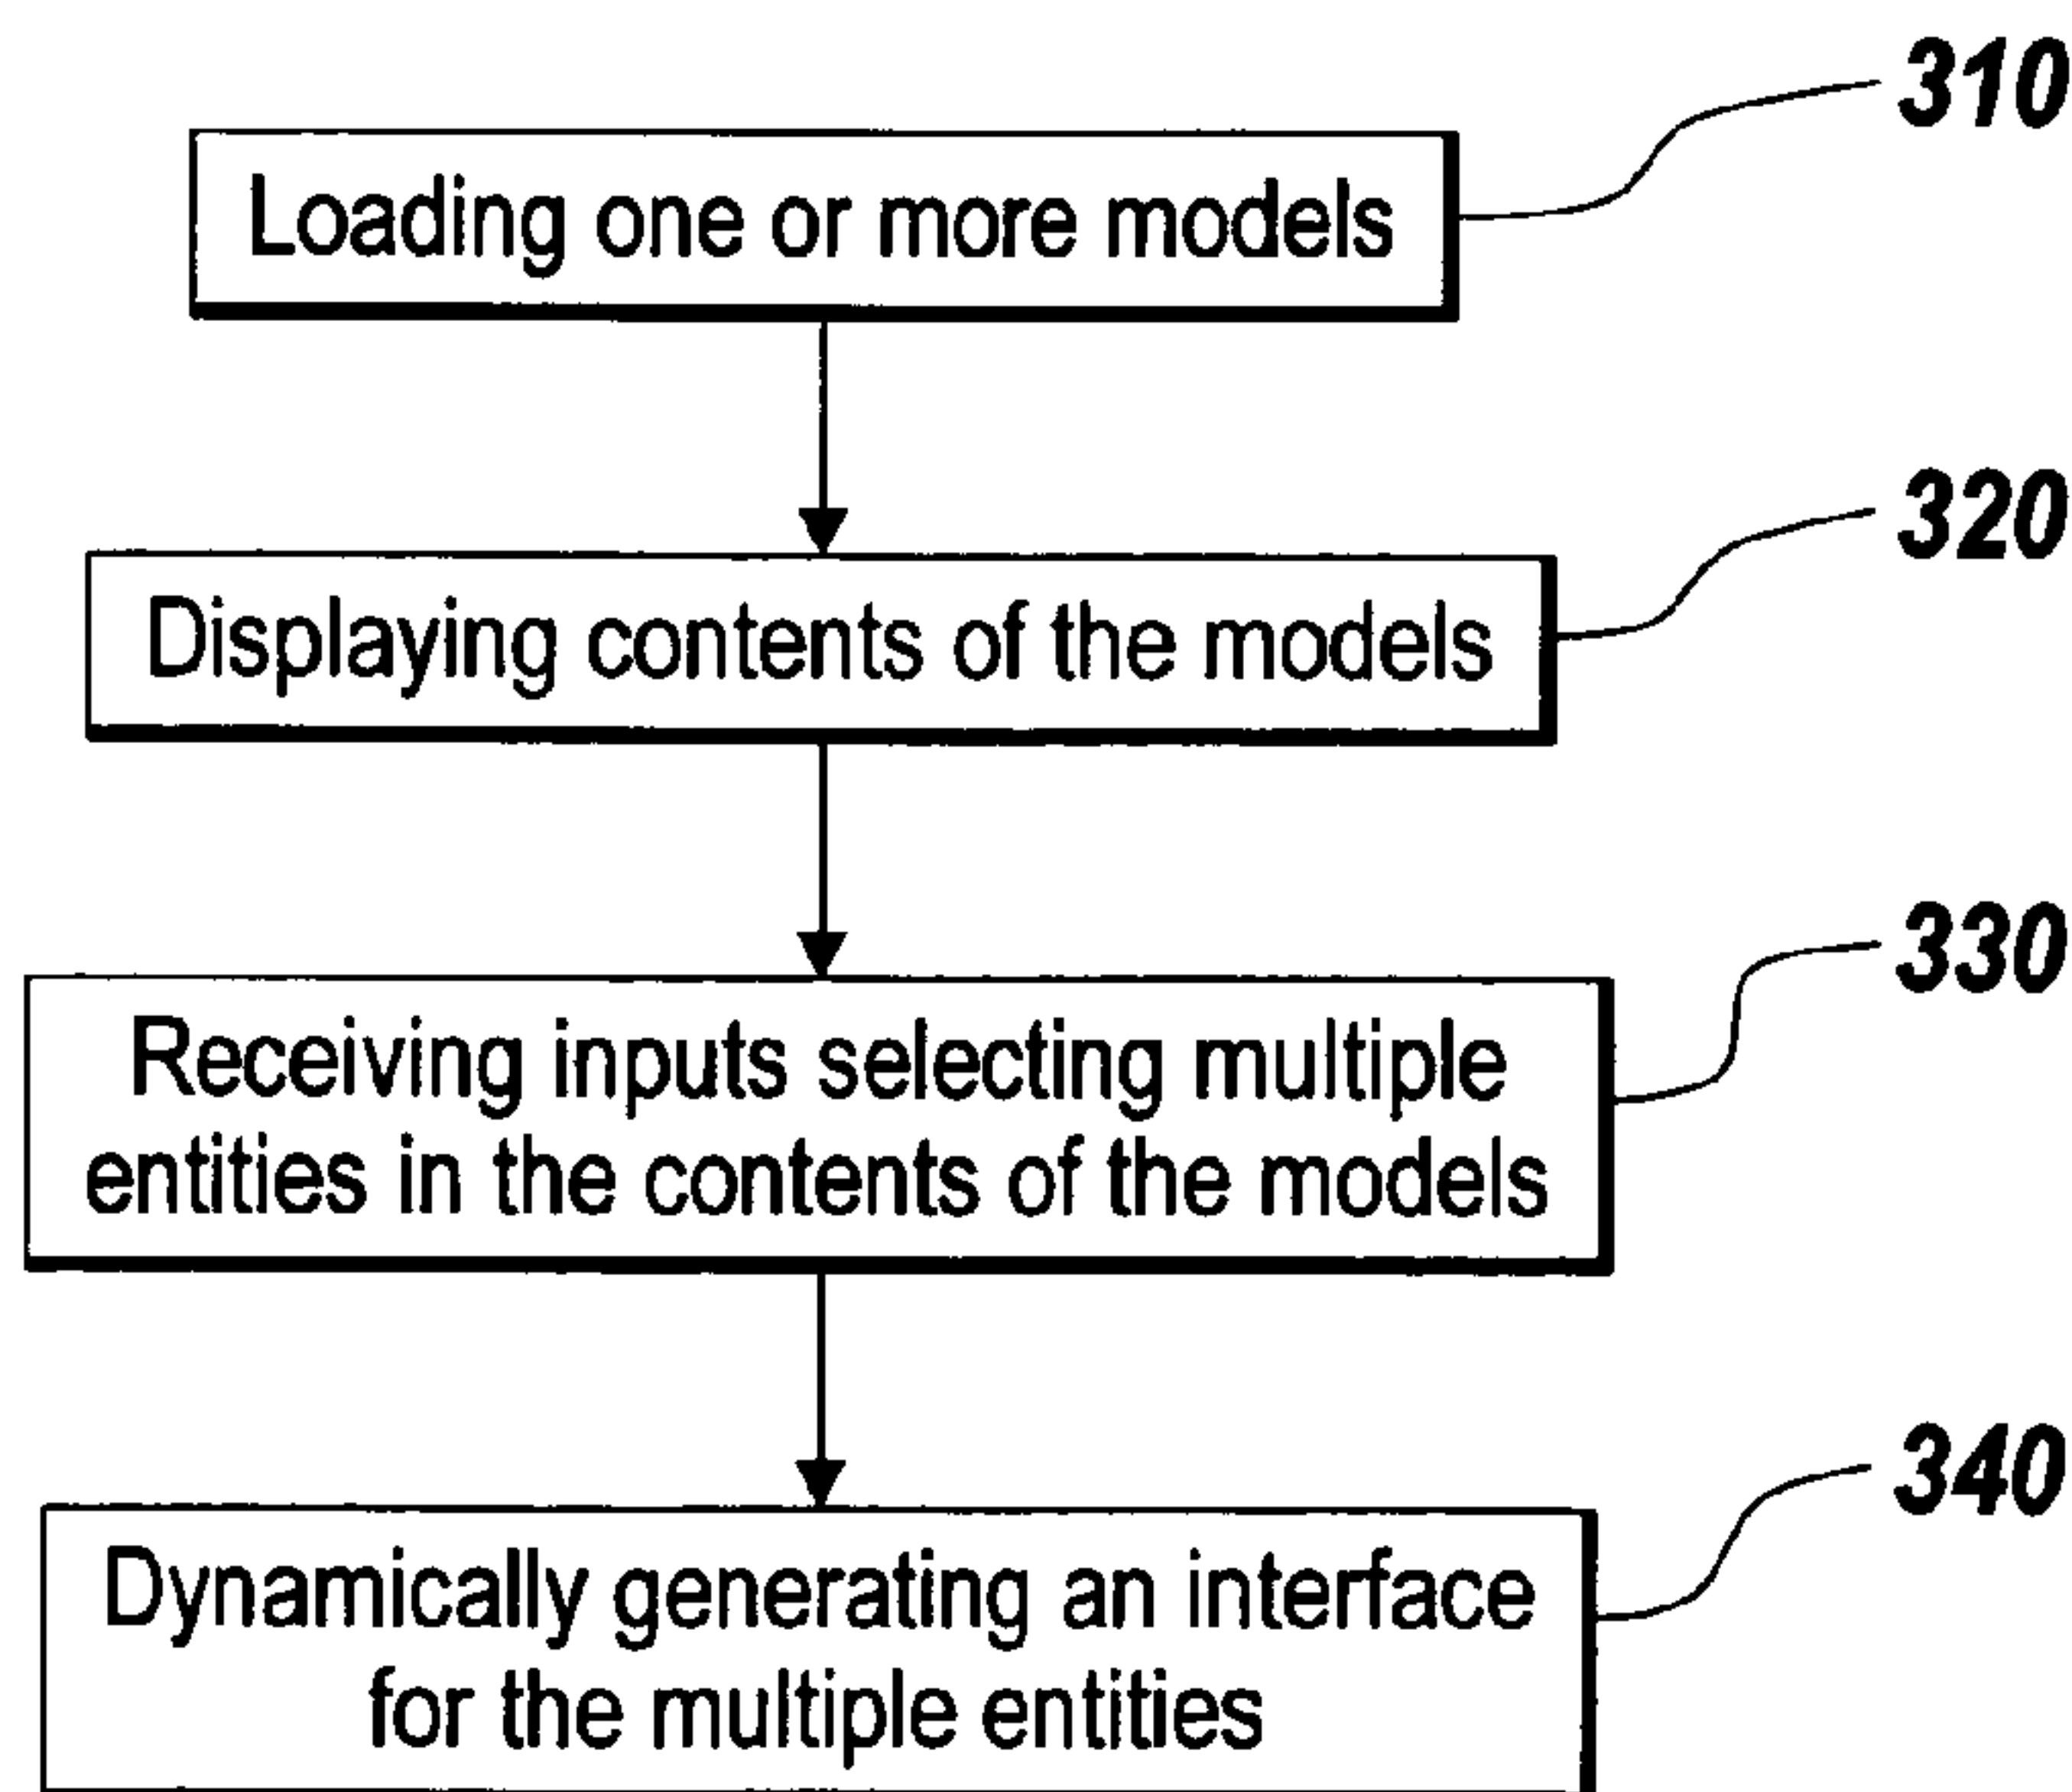 310
Loading one or more models
320
Displaying contents of the models
330
Receiving inputs selecting multiple
entities in the contents of the models
340
Dynamically generating an interface
for the multiple entities